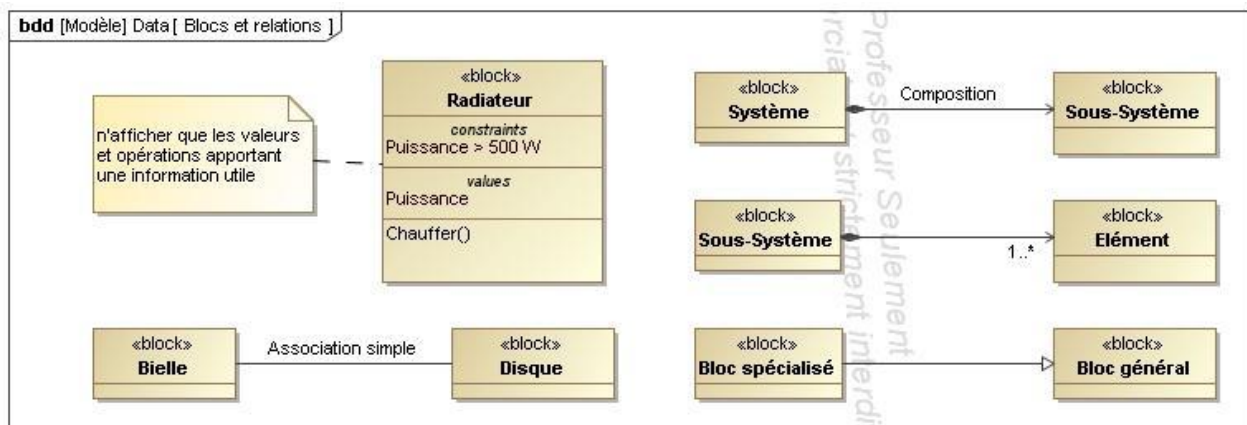 bdd [Modèle] Data [ Blocs et relations ]
n'afficher que les valeurs
et opérations apportant
une information utile
«block»
Radiateur
constraints
Puissance > 500 W
values
Puissance
Chauffer()
«block»
Système
Composition
«block»
Sous-Système
«block»
Sous-Système
1..*
«block»
Elément
«block»
Bielle
Association simple
«block»
Disque
«block»
Bloc spécialisé
«block»
Bloc général
Professeur Seulement
strictement interdi